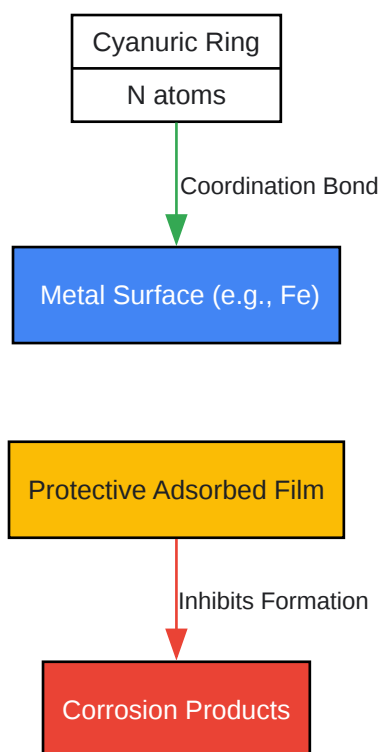 Cyanuric Ring
N atoms
Coordination Bond
Metal Surface (e.g., Fe)
Protective Adsorbed Film
Inhibits Formation
Corrosion Products